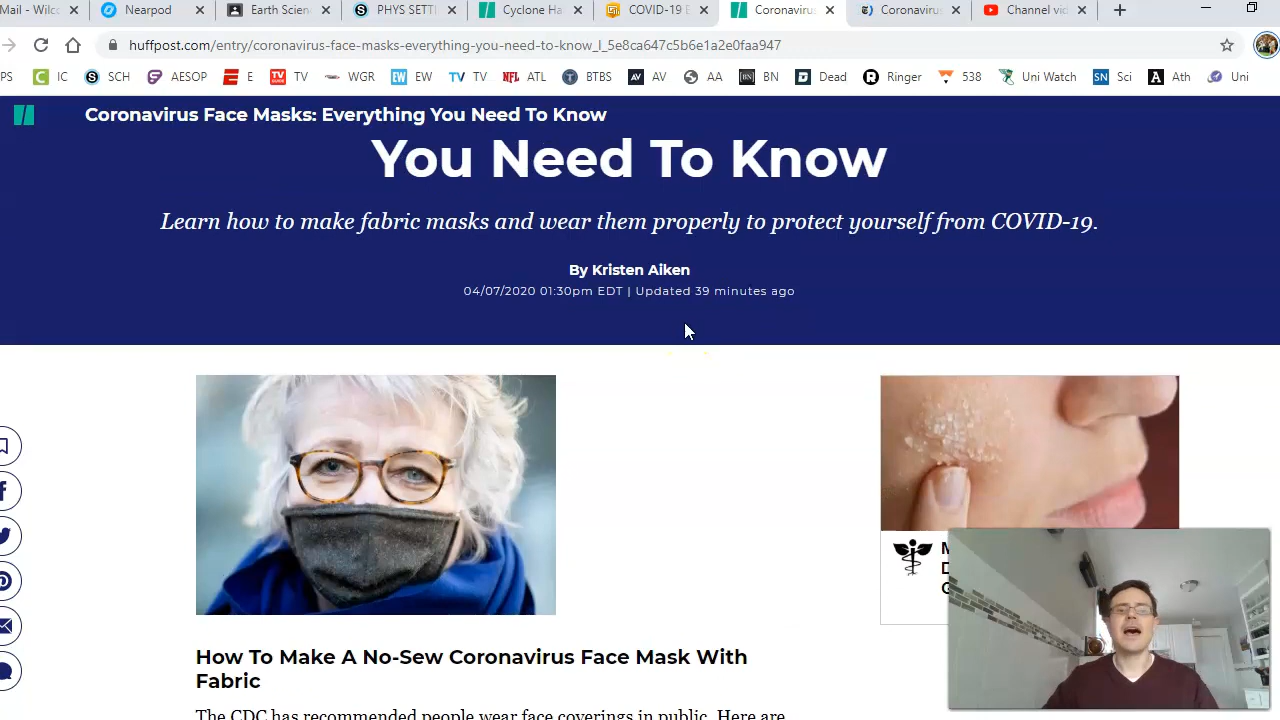 Mail - Wilco
Nearpod
Earth Scien
PHYS SETTI
Cyclone Ha
COVID-19 E
Coronavirus
Coronavirus
Channel vid
huffpost.com/entry/coronavirus-face-masks-everything-you-need-to-know_l_5e8ca647c5b6e1a2e0faa947
PS
IC
SCH
AESOP
E
TV
WGR
EW
TV
ATL
BTBS
AV
AA
BN
Dead
Ringer
538
Uni Watch
Sci
Ath
Uni
Coronavirus Face Masks: Everything You Need To Know
You Need To Know
Learn how to make fabric masks and wear them properly to protect yourself from COVID-19.
By Kristen Aiken
04/07/2020 01:30pm EDT | Updated 39 minutes ago
How To Make A No-Sew Coronavirus Face Mask With
Fabric
The CDC has recommended people wear face coverings in public. Here are